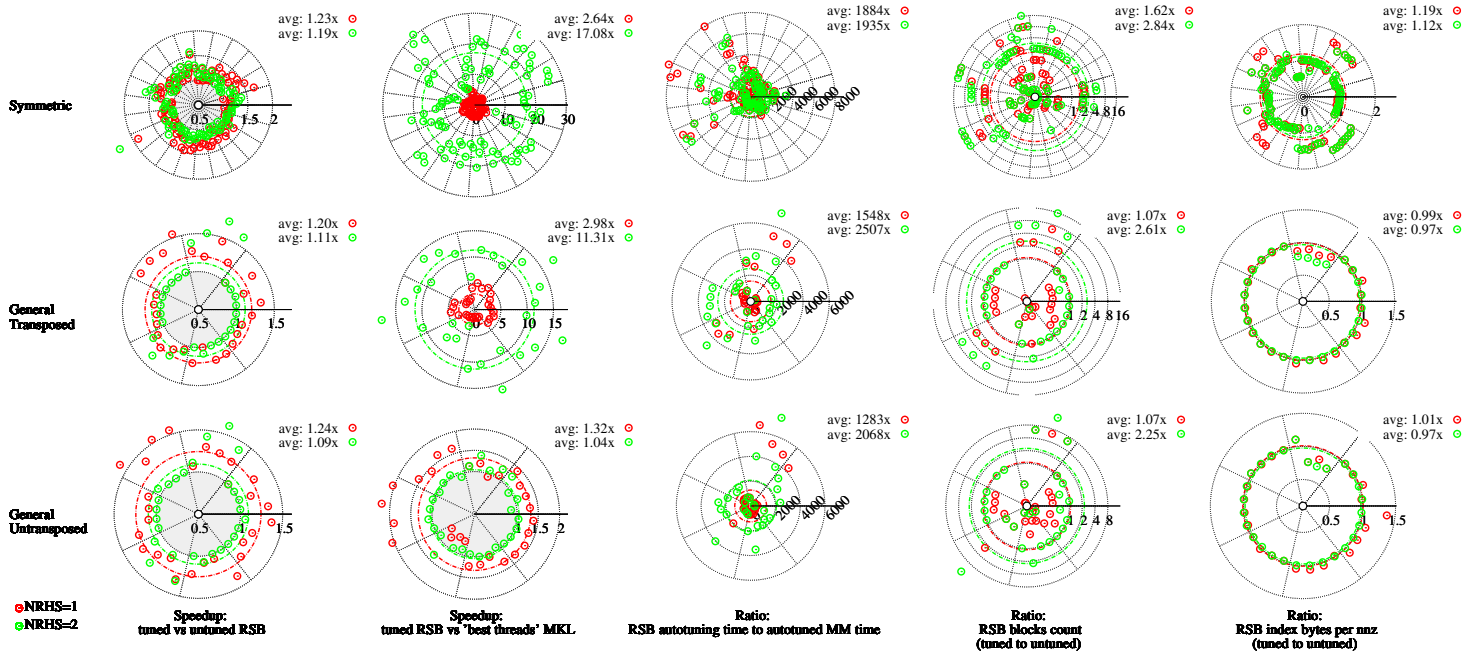 avg: 1.23x
avg: 1.19x
avg: 2.64x
avg: 17.08x
avg: 1884x
avg: 1935x
avg: 1.62x
avg: 2.84x
avg: 1.19x
avg: 1.12x
Symmetric
0.5 1 1.5 2
0 10 20 30
2000 4000 6000 8000
1 2 4 8 16
0 2
avg: 1.20x
avg: 1.11x
avg: 2.98x
avg: 11.31x
avg: 1548x
avg: 2507x
avg: 1.07x
avg: 2.61x
avg: 0.99x
avg: 0.97x
General
Transposed
0.5 1 1.5
0 5 10 15
2000 4000 6000
1 2 4 8 16
0.5 1 1.5
avg: 1.24x
avg: 1.09x
avg: 1.32x
avg: 1.04x
avg: 1283x
avg: 2068x
avg: 1.07x
avg: 2.25x
avg: 1.01x
avg: 0.97x
General
Untransposed
0.5 1 1.5
1 1.5 2
2000 4000 6000
1 2 4 8
0.5 1 1.5
NRHS=1
NRHS=2
Speedup:
tuned vs untuned RSB
Speedup:
tuned RSB vs 'best threads' MKL
Ratio:
RSB autotuning time to autotuned MM time
Ratio:
RSB blocks count
(tuned to untuned)
Ratio:
RSB index bytes per nnz
(tuned to untuned)